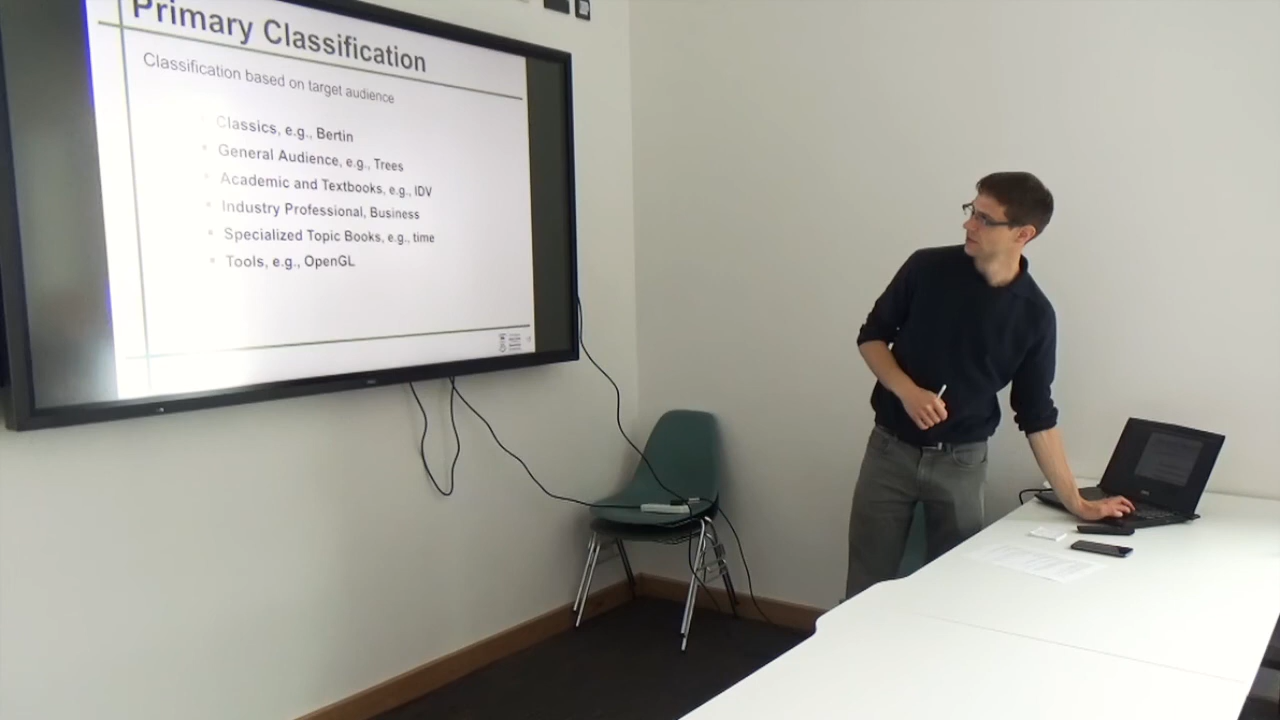 Primary Classification
Classification based on target audience
Classics, e.g., Bertin
General Audience, e.g., Trees
Academic and Textbooks, e.g., IDV
Industry Professional, Business
Specialized Topic Books, e.g., time
Tools, e.g., OpenGL